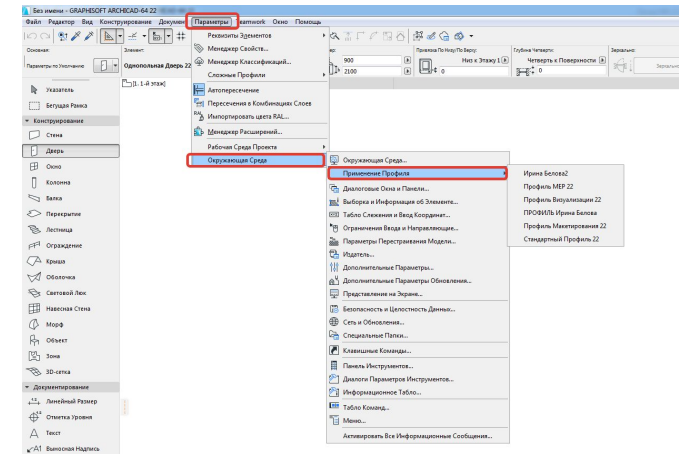 Без имени - GRAPHISOFT ARCHICAD-64 22
Файл Редактор Вид Конструирование Документ Параметры Teamwork Окно Помощь
Основная:
Параметры по Умолчанию
Элемент:
Однопольная Дверь 22
900
2100
Привязка По Низу/По Верху:
Низ к Этажу 1
0
Глубина Четверти:
Четверть к Поверхности
0
Зеркально:
Зеркально
[1. 1-й этаж]
Указатель
Бегущая Рамка
Конструирование
Стена
Дверь
Окно
Колонна
Балка
Перекрытие
Лестница
Ограждение
Крыша
Оболочка
Световой Люк
Навесная Стена
Морф
Объект
Зона
3D-сетка
Документирование
Линейный Размер
Отметка Уровня
Текст
Выносная Надпись
Реквизиты Элементов
Менеджер Свойств...
Менеджер Классификаций...
Сложные Профили
Автопересечение
Пересечения в Комбинациях Слоев
Импортировать цвета RAL...
Менеджер Расширений...
Рабочая Среда Проекта
Окружающая Среда
Окружающая Среда...
Применение Профиля
Диалоговые Окна и Панели...
Выборка и Информация об Элементе...
Табло Слежения и Ввод Координат...
Ограничения Ввода и Направляющие...
Параметры Перестраивания Модели...
Издатель...
Дополнительные Параметры...
Дополнительные Параметры Обновления...
Представление на Экране...
Безопасность и Целостность Данных...
Сеть и Обновления...
Специальные Папки...
Клавишные Команды...
Панель Инструментов...
Диалоги Параметров Инструментов...
Информационное Табло...
Табло Команд...
Меню...
Активировать Все Информационные Сообщения...
Ирина Белова2
Профиль MEP 22
Профиль Визуализации 22
ПРОФИЛЬ Ирина Белова
Профиль Макетирования 22
Стандартный Профиль 22